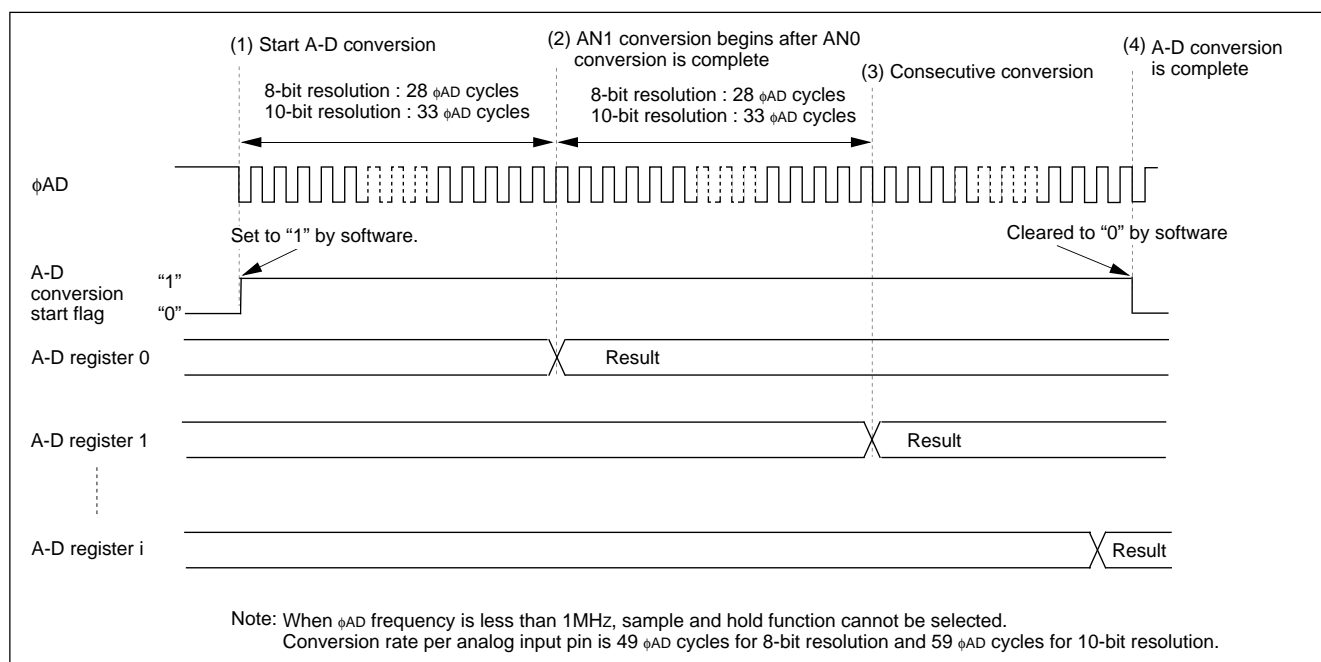 (1) Start A-D conversion
(2) AN1 conversion begins after AN0
conversion is complete
(3) Consecutive conversion
(4) A-D conversion
is complete
8-bit resolution : 28 ϕAD cycles
10-bit resolution : 33 ϕAD cycles
8-bit resolution : 28 ϕAD cycles
10-bit resolution : 33 ϕAD cycles
ϕAD
Set to “1” by software.
Cleared to “0” by software
A-D
conversion
start flag
“1”
“0”
A-D register 0
Result
A-D register 1
Result
A-D register i
Result
Note: When ϕAD frequency is less than 1MHz, sample and hold function cannot be selected.
Conversion rate per analog input pin is 49 ϕAD cycles for 8-bit resolution and 59 ϕAD cycles for 10-bit resolution.